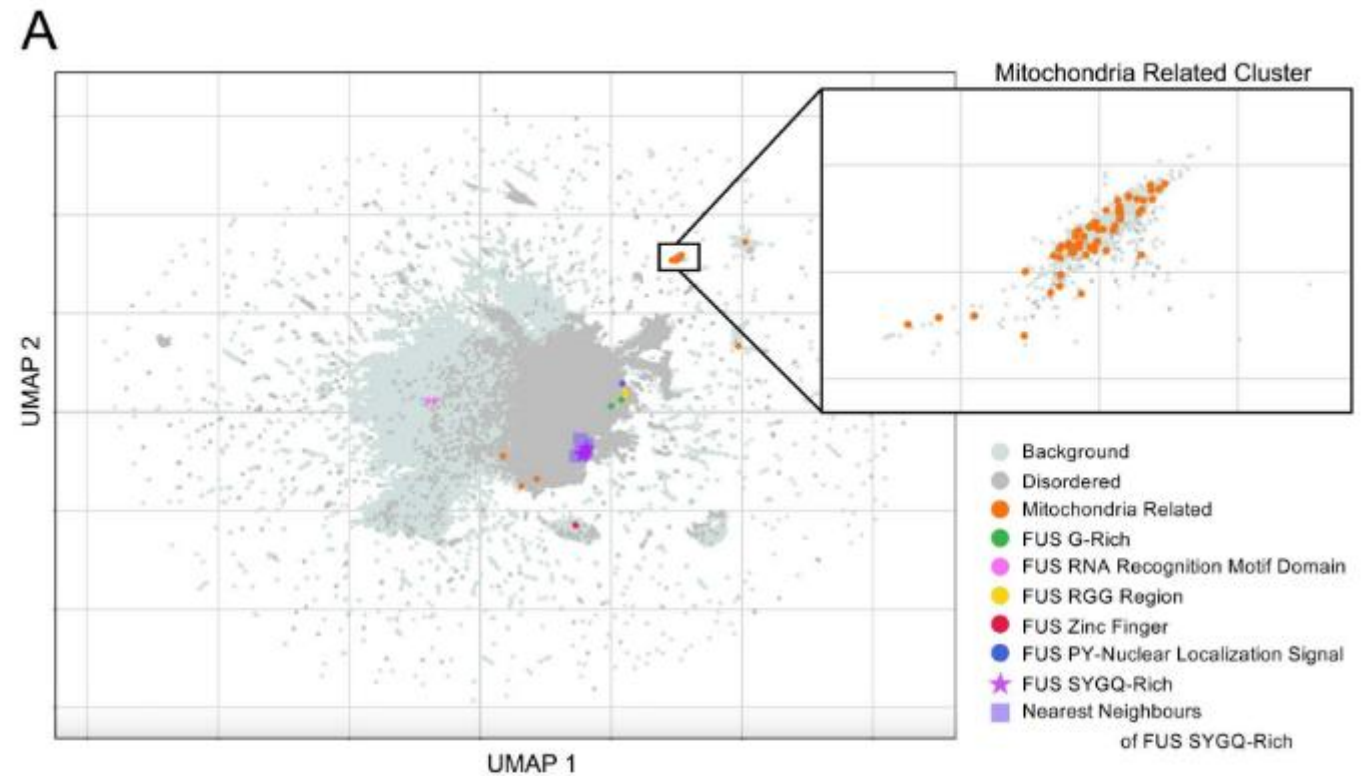 A
Mitochondria Related Cluster
UMAP 2
Background
Disordered
Mitochondria Related
FUS G-Rich
FUS RNA Recognition Motif Domain
FUS RGG Region
FUS Zinc Finger
FUS PY-Nuclear Localization Signal
FUS SYGQ-Rich
Nearest Neighbours
of FUS SYGQ-Rich
UMAP 1